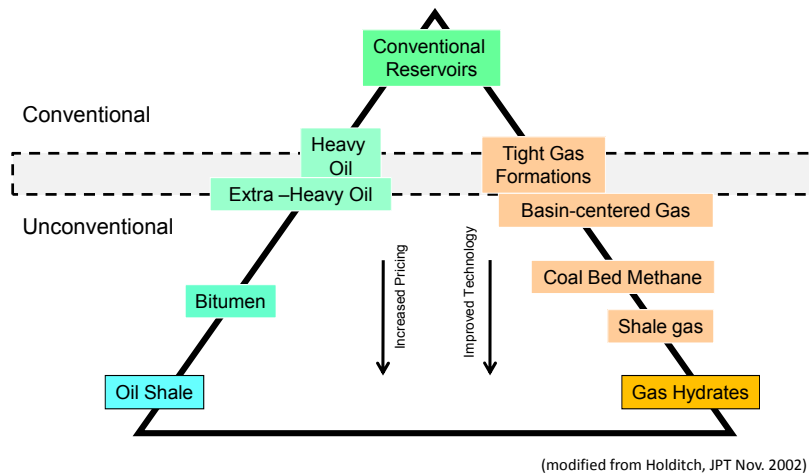 Conventional
Reservoirs
Conventional
Heavy
Oil
Tight Gas
Formations
Extra –Heavy Oil
Basin-centered Gas
Unconventional
Increased Pricing
Improved Technology
Coal Bed Methane
Bitumen
Shale gas
Oil Shale
Gas Hydrates
(modified from Holditch, JPT Nov. 2002)